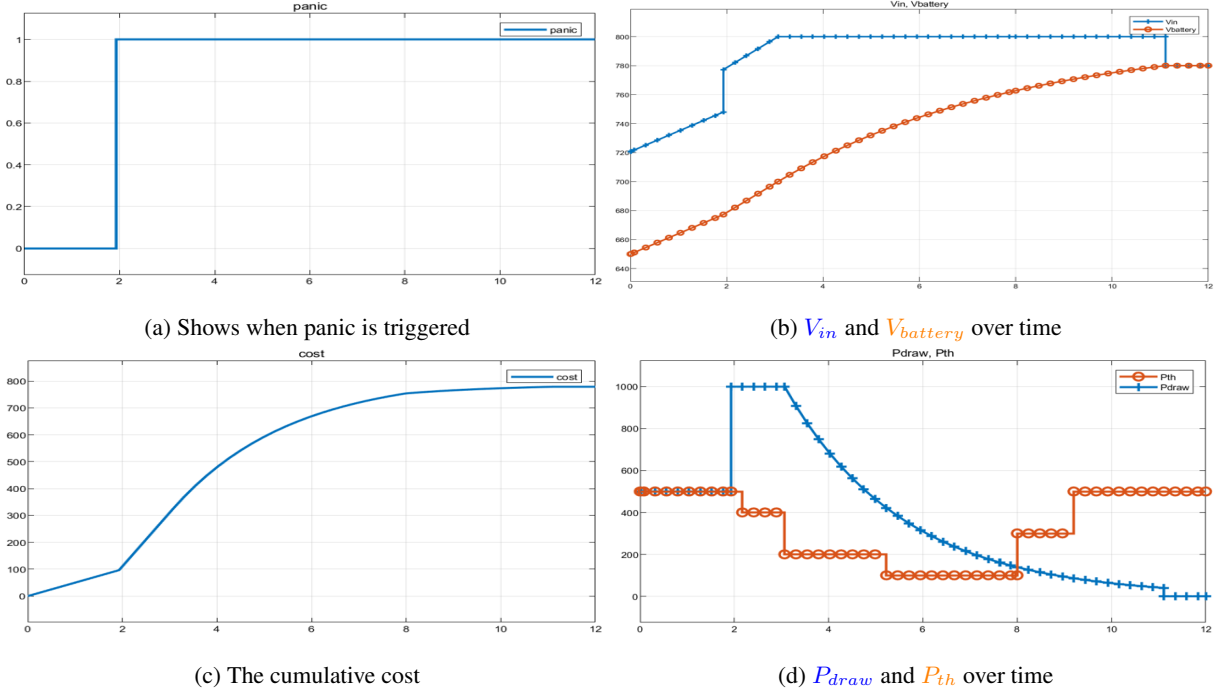 panic
panic
1
0.8
0.6
0.4
0.2
0
0 2 4 6 8 10 12
(a) Shows when panic is triggered
Vin, Vbattery
Vin
Vbattery
800
780
760
740
720
700
680
660
640
0 2 4 6 8 10 12
(b) V_in and V_battery over time
cost
cost
800
700
600
500
400
300
200
100
0
0 2 4 6 8 10 12
(c) The cumulative cost
Pdraw, Pth
Pth
Pdraw
1000
800
600
400
200
0
0 2 4 6 8 10 12
(d) P_draw and P_th over time